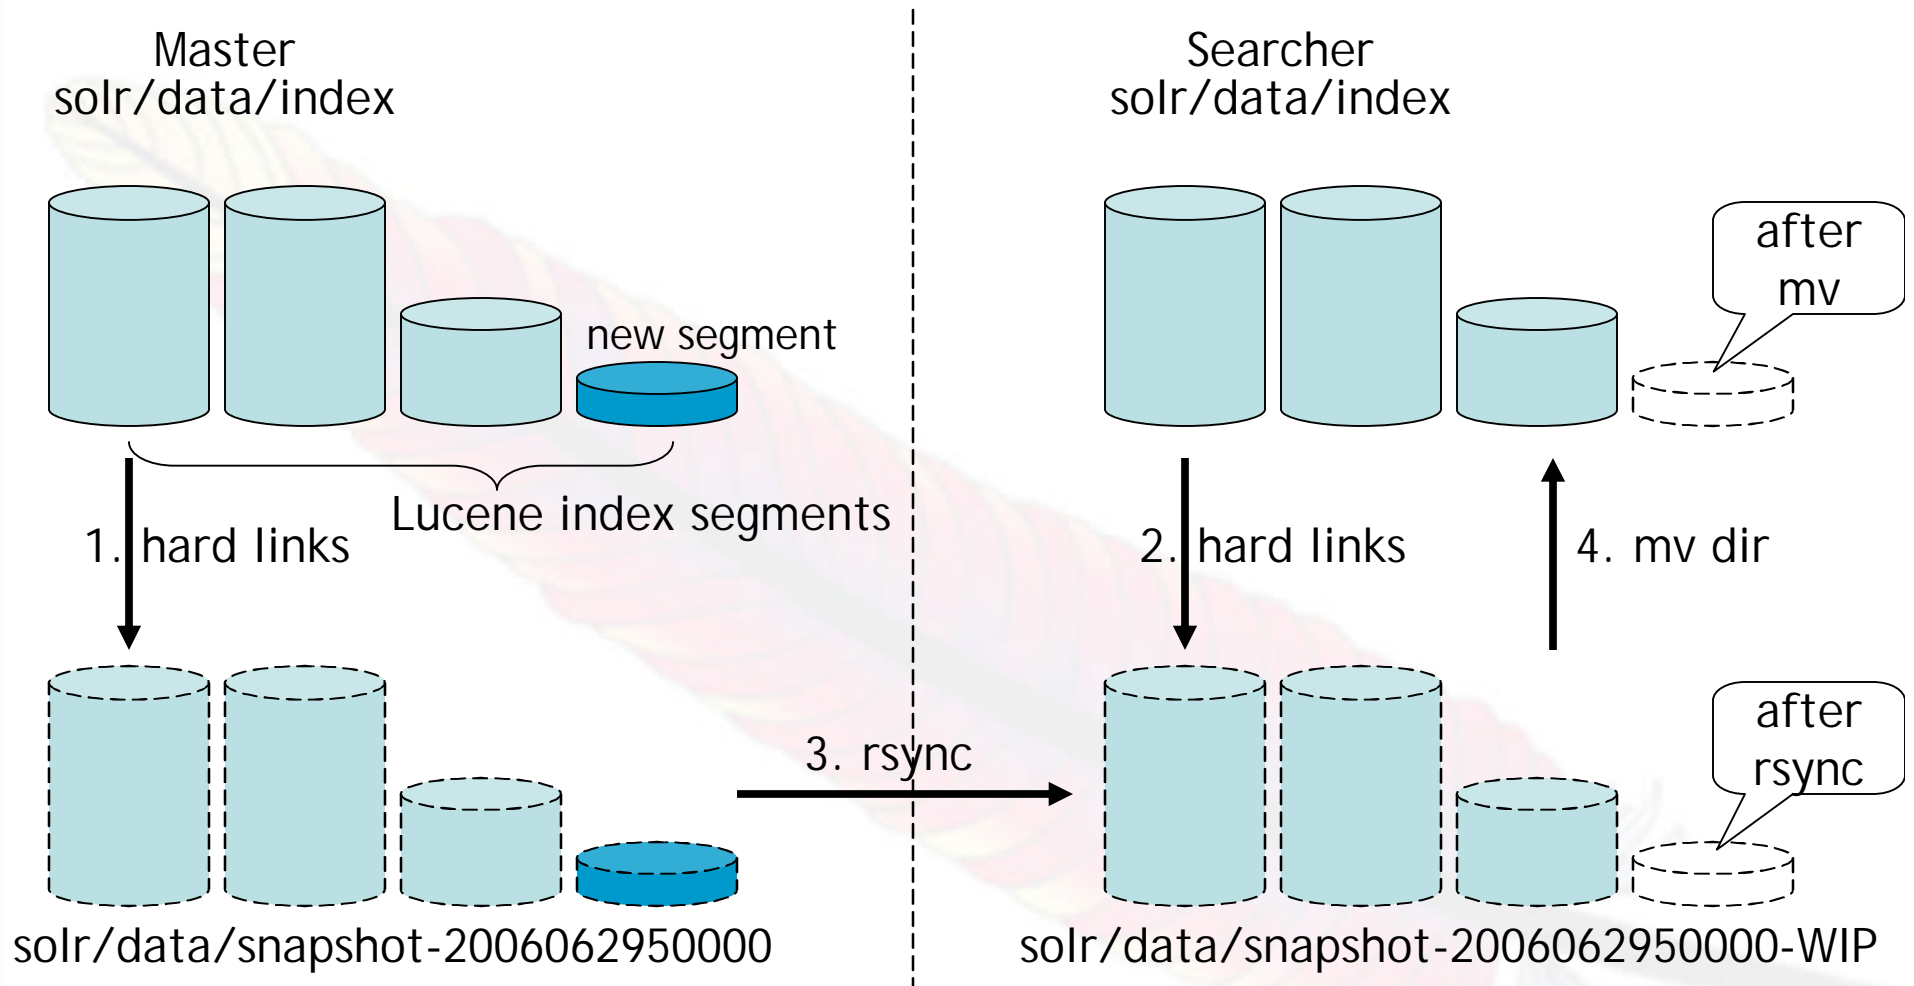 Master
solr/data/index
new segment
Lucene index segments
1. hard links
solr/data/snapshot-2006062950000
3. rsync
Searcher
solr/data/index
after
mv
2. hard links
4. mv dir
after
rsync
solr/data/snapshot-2006062950000-WIP